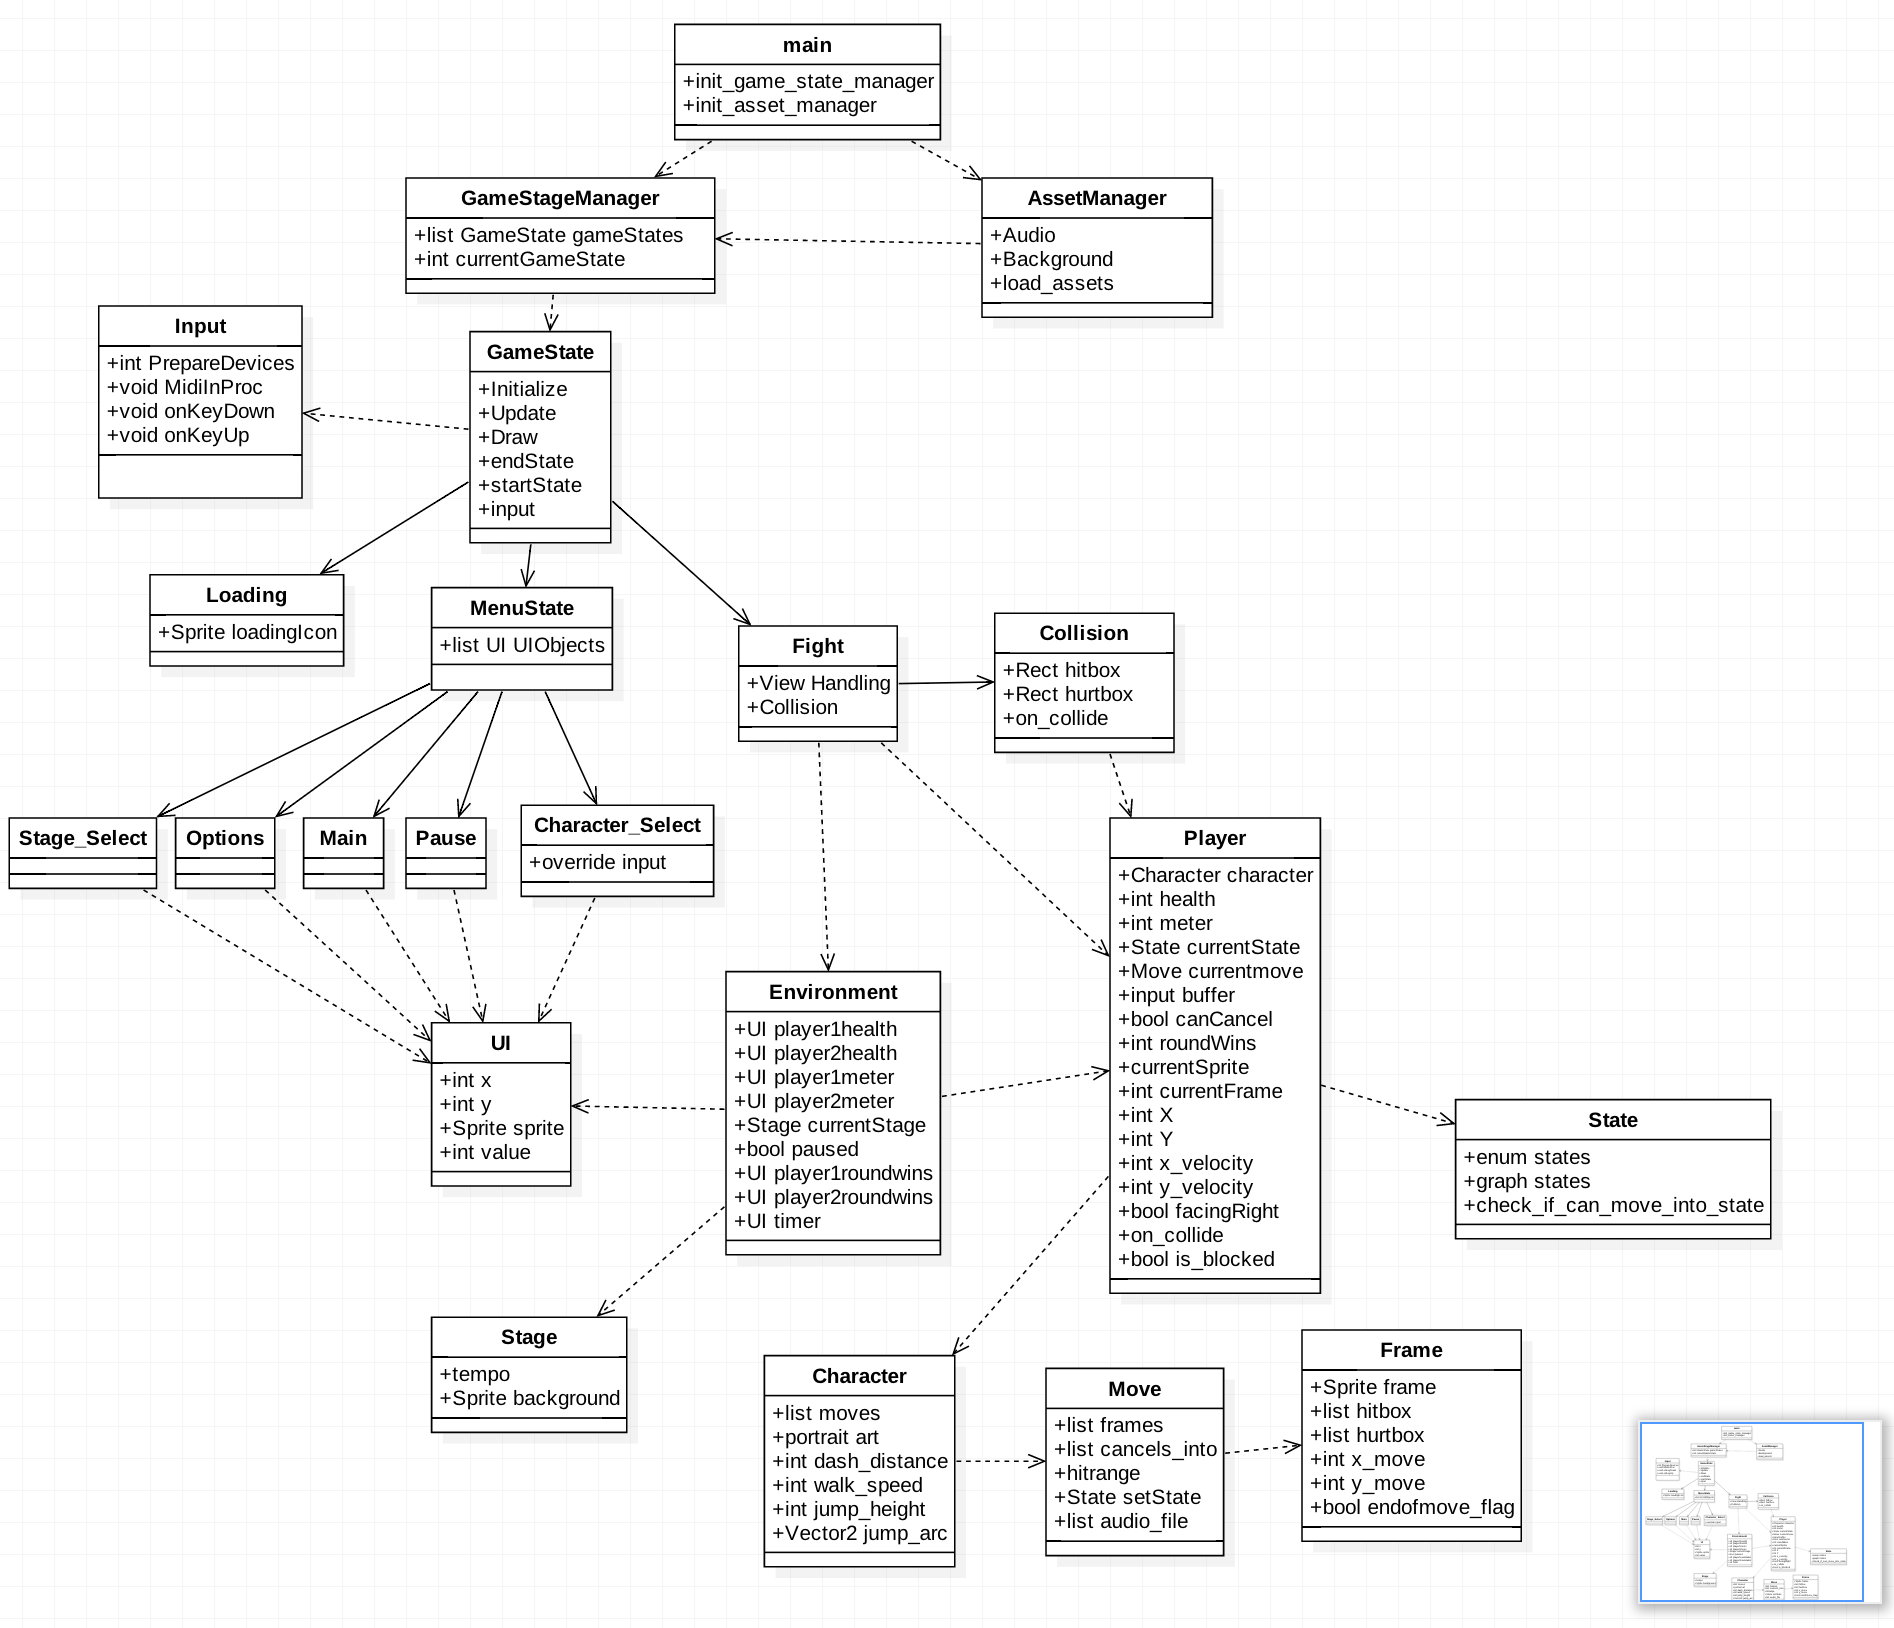 main
+init_game_state_manager
+init_asset_manager
GameStageManager
+list GameState gameStates
+int currentGameState
AssetManager
+Audio
+Background
+load_assets
Input
+int PrepareDevices
+void MidiInProc
+void onKeyDown
+void onKeyUp
GameState
+Initialize
+Update
+Draw
+endState
+startState
+input
Loading
+Sprite loadingIcon
MenuState
+list UI UIObjects
Fight
+View Handling
+Collision
Collision
+Rect hitbox
+Rect hurtbox
+on_collide
Stage_Select
Options
Main
Pause
Character_Select
+override input
Player
+Character character
+int health
+int meter
+State currentState
+Move currentmove
+input buffer
+bool canCancel
+int roundWins
+currentSprite
+int currentFrame
+int X
+int Y
+int x_velocity
+int y_velocity
+bool facingRight
+on_collide
+bool is_blocked
Environment
+UI player1health
+UI player2health
+UI player1meter
+UI player2meter
+Stage currentStage
+bool paused
+UI player1roundwins
+UI player2roundwins
+UI timer
UI
+int x
+int y
+Sprite sprite
+int value
State
+enum states
+graph states
+check_if_can_move_into_state
Stage
+tempo
+Sprite background
Character
+list moves
+portrait art
+int dash_distance
+int walk_speed
+int jump_height
+Vector2 jump_arc
Move
+list frames
+list cancels_into
+hitrange
+State setState
+list audio_file
Frame
+Sprite frame
+list hitbox
+list hurtbox
+int x_move
+int y_move
+bool endofmove_flag